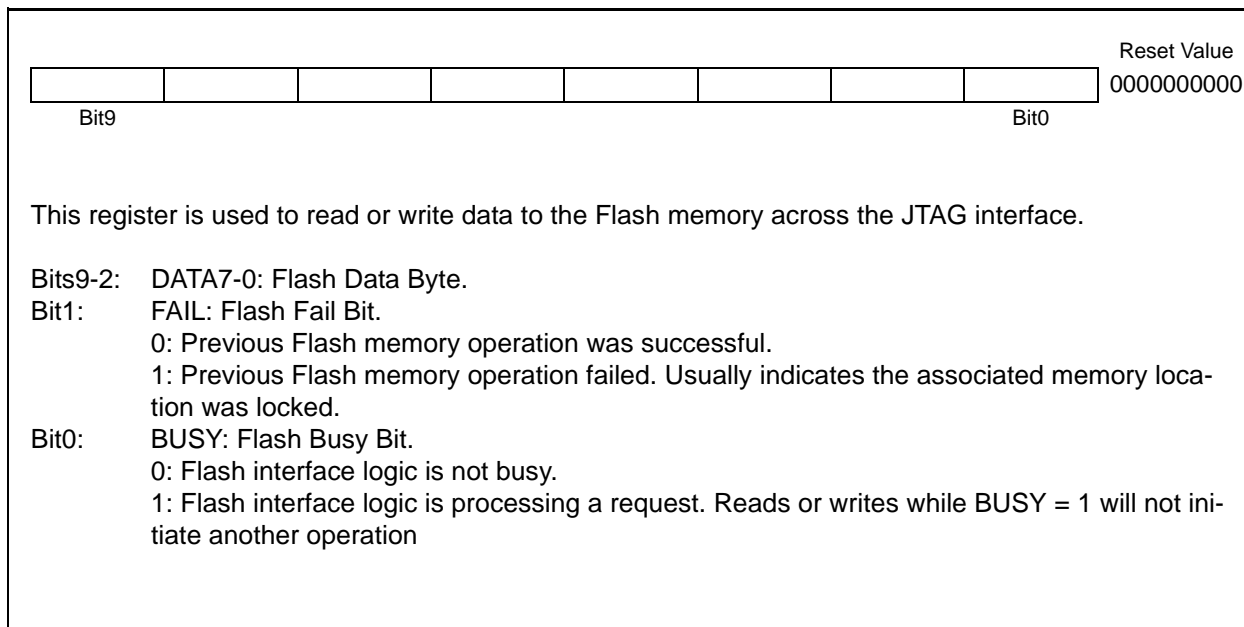 Reset Value
0000000000
Bit9 Bit0
This register is used to read or write data to the Flash memory across the JTAG interface.
Bits9-2: DATA7-0: Flash Data Byte.
Bit1: FAIL: Flash Fail Bit.
0: Previous Flash memory operation was successful.
1: Previous Flash memory operation failed. Usually indicates the associated memory loca-
tion was locked.
Bit0: BUSY: Flash Busy Bit.
0: Flash interface logic is not busy.
1: Flash interface logic is processing a request. Reads or writes while BUSY = 1 will not ini-
tiate another operation